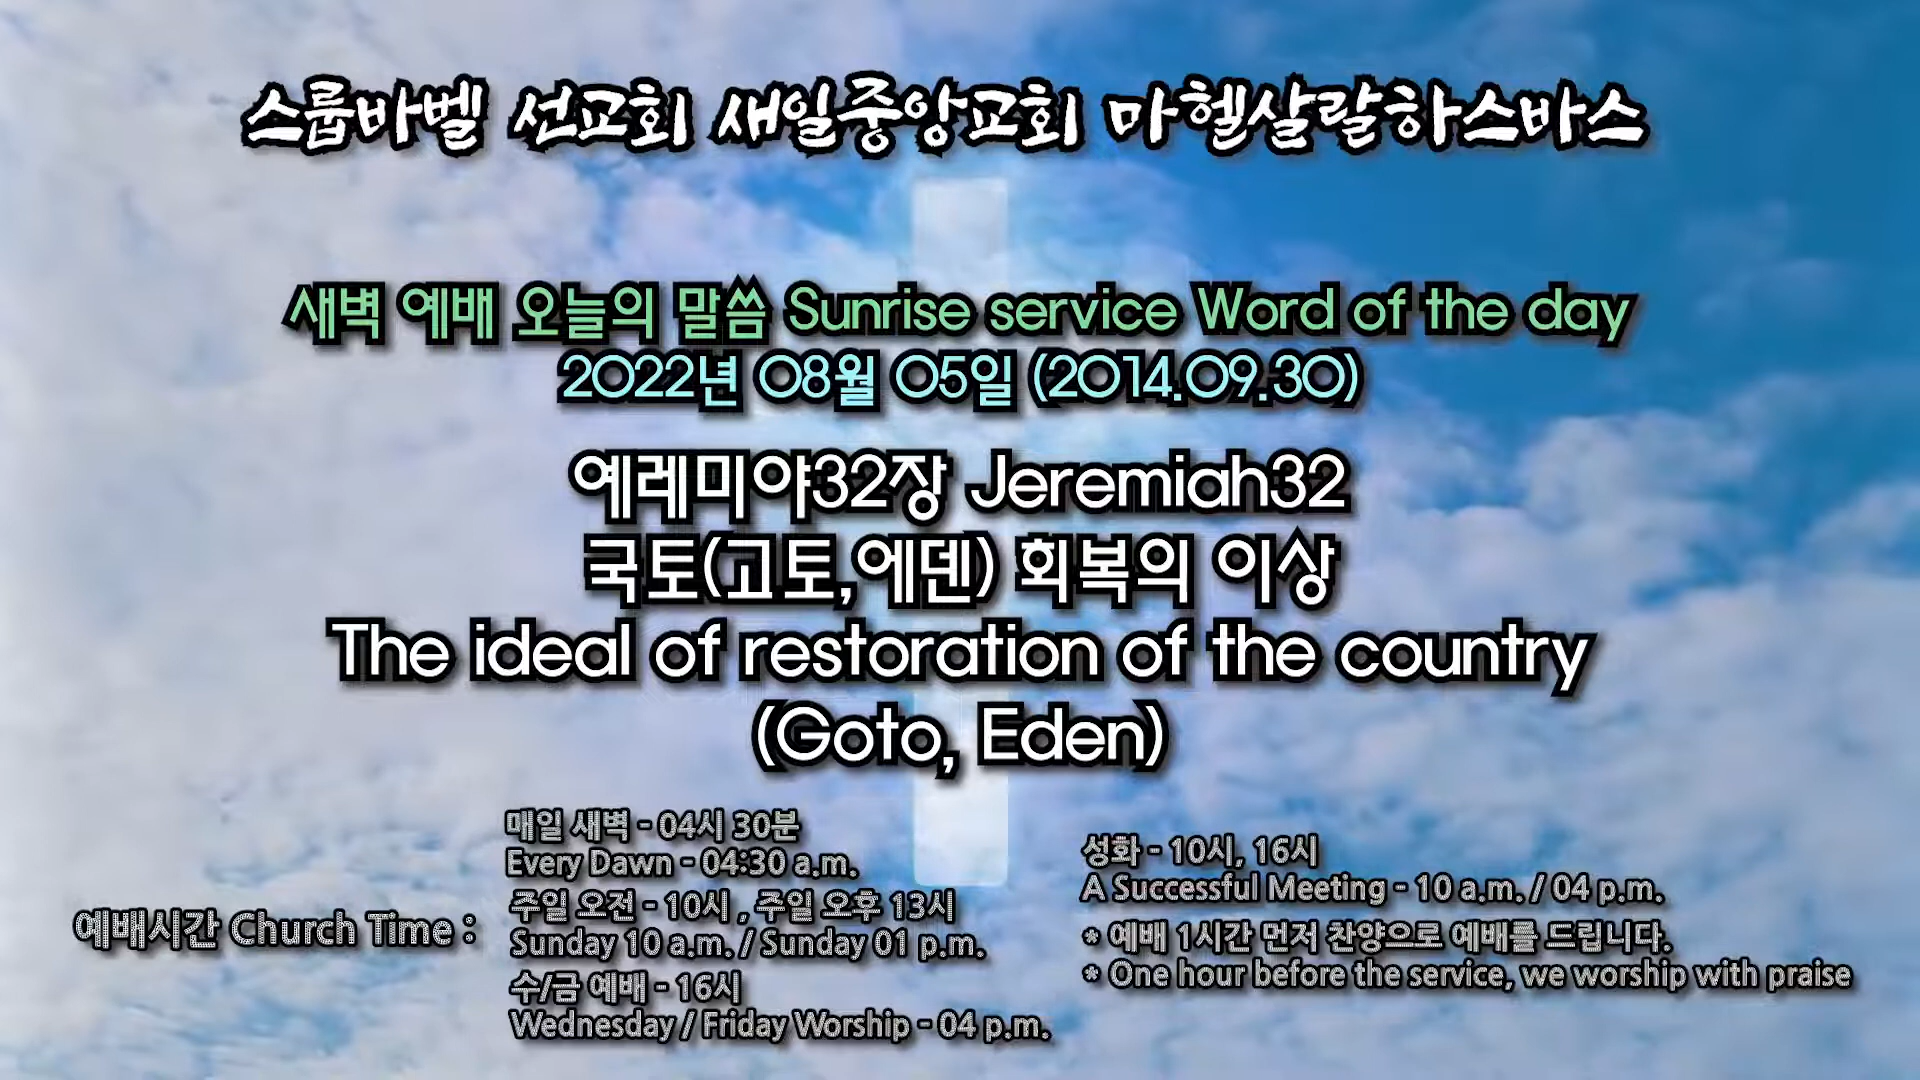 스룹바벨 선교회 새일중앙교회 마헬살랄하스바스
새벽 예배 오늘의 말씀 Sunrise service Word of the day
2022년 08월 05일 (2014.09.30)
예레미야32장 Jeremiah32
국토(고토,에덴) 회복의 이상
The ideal of restoration of the country
(Goto, Eden)
예배시간 Church Time :
매일 새벽 - 04시 30분
Every Dawn - 04:30 a.m.
주일 오전 - 10시 , 주일 오후 13시
Sunday 10 a.m. / Sunday 01 p.m.
수/금 예배 - 16시
Wednesday / Friday Worship - 04 p.m.
성화 - 10시, 16시
A Successful Meeting - 10 a.m. / 04 p.m.
* 예배 1시간 먼저 찬양으로 예배를 드립니다.
* One hour before the service, we worship with praise